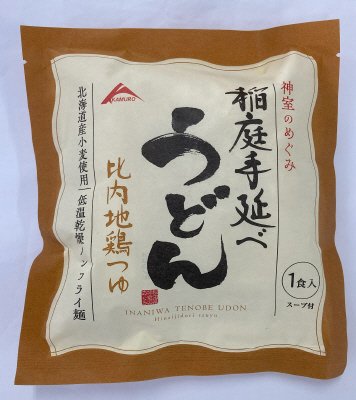 神室のめぐみ
稲庭手延べ
うどん
比内地鶏つゆ
北海道産小麦使用
低温乾燥ノンフライ麺
KAMURO
1食入
スープ付
INANIWA TENOBE UDON
Hinaijidori tsuyu